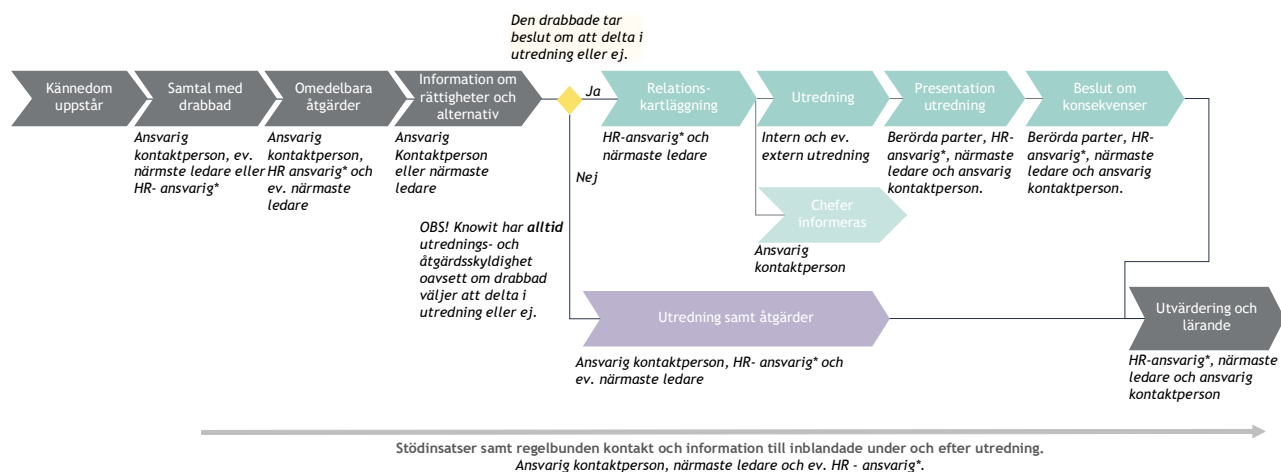 Den drabbade tar
beslut om att delta i
utredning eller ej.
Kännedom
uppstår
Samtal med
drabbad
Omedelbara
åtgärder
Information om
rättigheter och
alternativ
Ja
Relations-
kartläggning
Utredning
Presentation
utredning
Beslut om
konsekvenser
Ansvarig
kontaktperson, ev.
närmste ledare eller
HR- ansvarig*
Ansvarig
kontaktperson,
HR ansvarig* och
ev. närmaste
ledare
Ansvarig
Kontaktperson
eller närmaste
ledare
HR-ansvarig* och
närmaste ledare
Intern och ev.
extern utredning
Berörda parter, HR-
ansvarig*, närmaste
ledare och ansvarig
kontaktperson.
Berörda parter, HR-
ansvarig*, närmaste
ledare och ansvarig
kontaktperson.
Nej
Chefer
informeras
Ansvarig
kontaktperson
OBS! Knowit har alltid
utrednings- och
åtgärdsskyldighet
oavsett om drabbad
väljer att delta i
utredning eller ej.
Utredning samt åtgärder
Ansvarig kontaktperson, HR- ansvarig* och
ev. närmaste ledare
Utvärdering och
lärande
HR-ansvarig*, närmaste
ledare och ansvarig
kontaktperson
Stödinsatser samt regelbunden kontakt och information till inblandade under och efter utredning.
Ansvarig kontaktperson, närmaste ledare och ev. HR - ansvarig*.